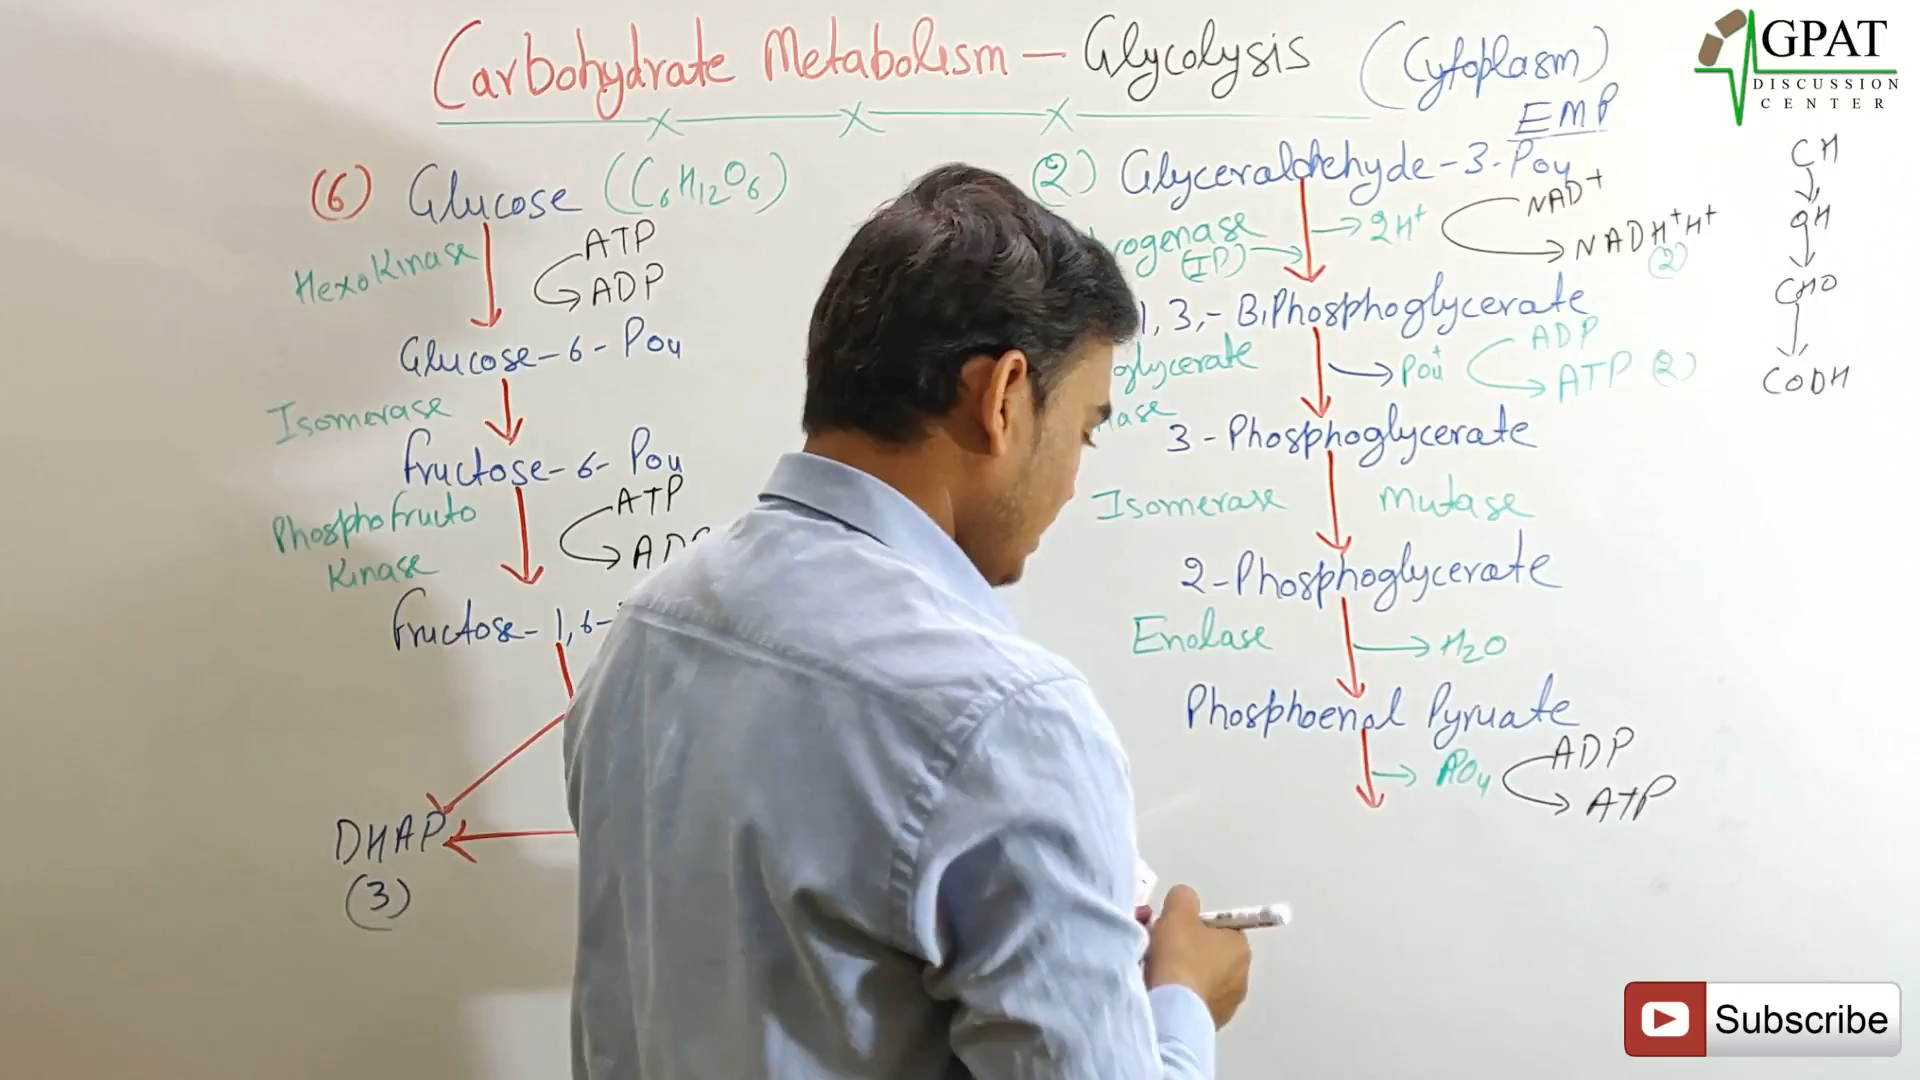 Carbohydrate Metabolism - Glycolysis (Cytoplasm)
EMP
GPAT
DISCUSSION
CENTER
(6) Glucose (C6H12O6)
Hexokinase
ATP
ADP
Glucose-6-PO4
Isomerase
Fructose-6-PO4
Phosphofructo
Kinase
ATP
Fructose-1,6-
DHAP
(3)
(2) Glyceraldehyde-3-PO4
2H+
NAD+
NADH+H+
(2)
1,3,-BiPhosphoglycerate
PO4+
ADP
ATP (2)
3-Phosphoglycerate
Isomerase Mutase
2-Phosphoglycerate
Enolase
H2O
Phosphoenol Pyruate
PO4
ADP
ATP
CH
CHO
COOH
Subscribe